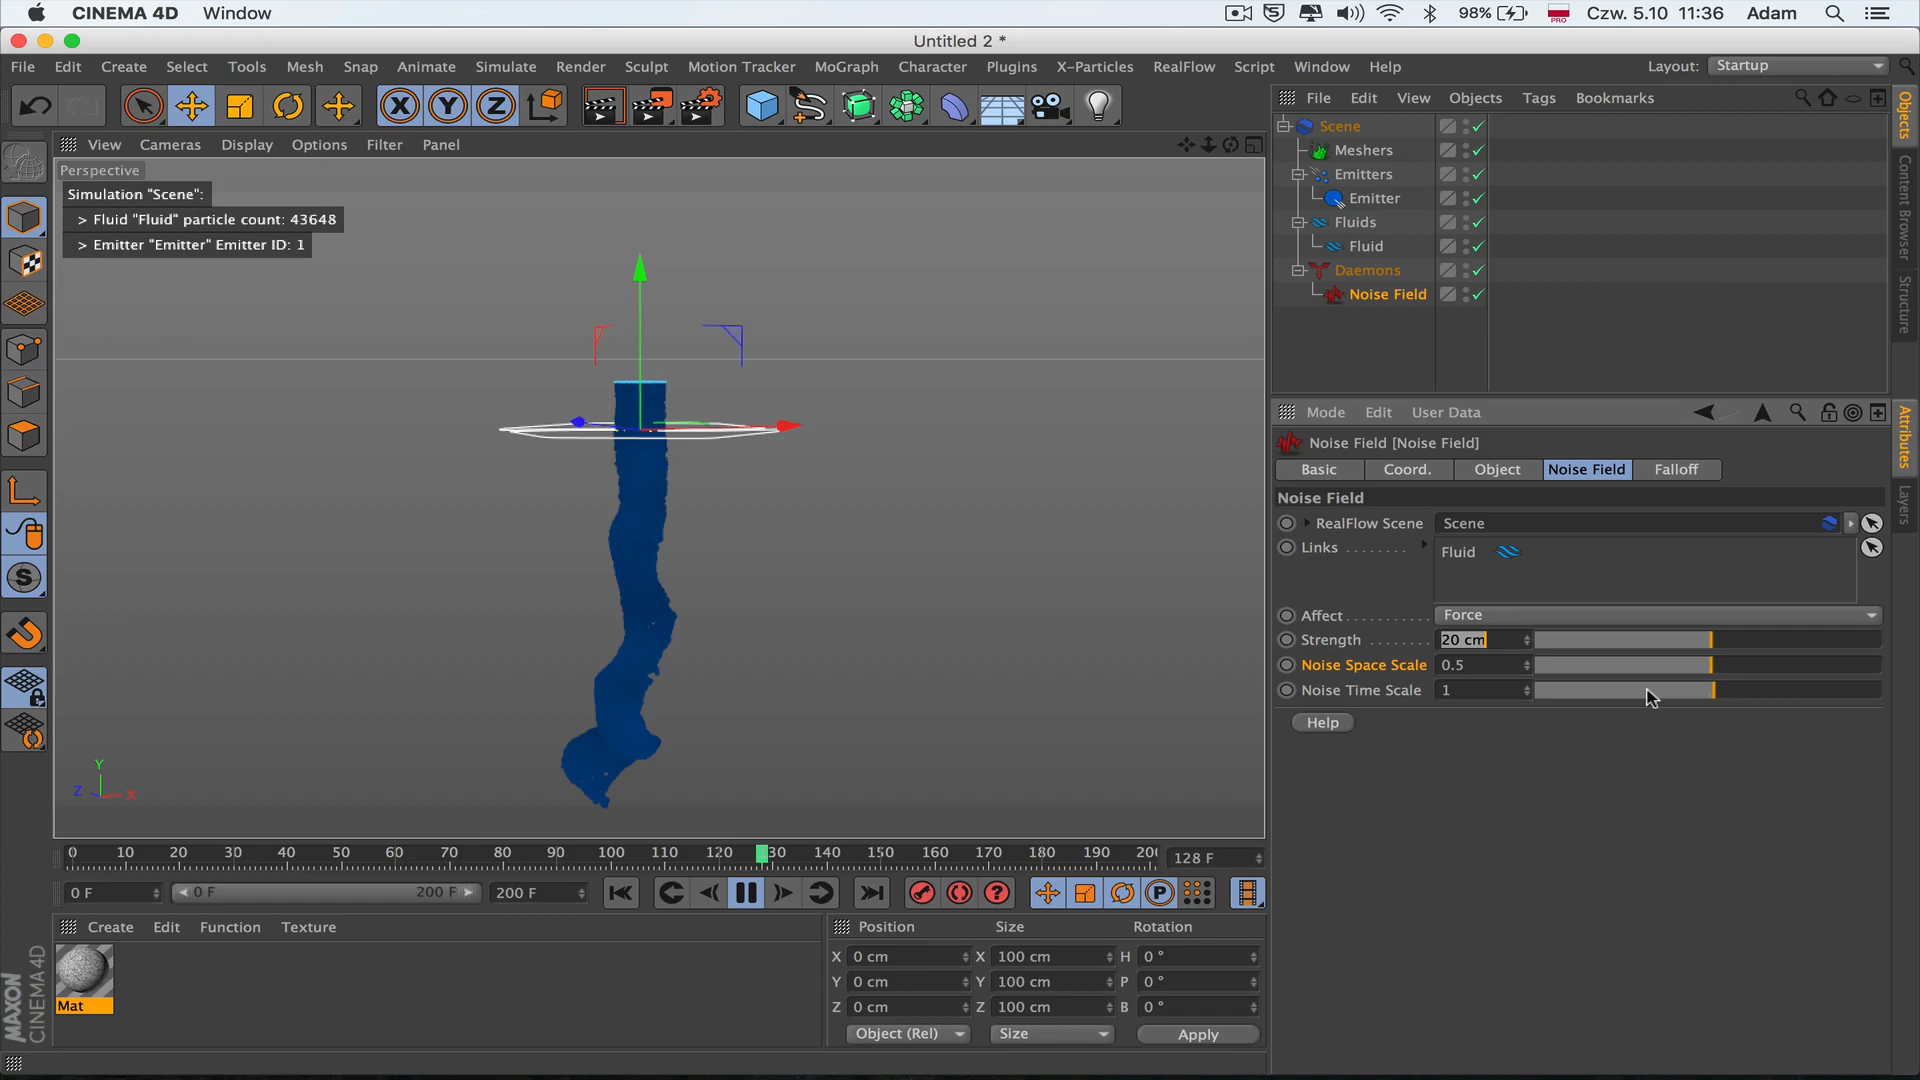 CINEMA 4D Window 98% PRO Czw. 5.10 11:36 Adam
Untitled 2 *
File Edit Create Select Tools Mesh Snap Animate Simulate Render Sculpt Motion Tracker MoGraph Character Plugins X-Particles RealFlow Script Window Help Layout: Startup
X Y Z
File Edit View Objects Tags Bookmarks
View Cameras Display Options Filter Panel
Perspective
Simulation "Scene":
> Fluid "Fluid" particle count: 43648
> Emitter "Emitter" Emitter ID: 1
Y
Z X
Scene
Meshers
Emitters
Emitter
Fluids
Fluid
Daemons
Noise Field
Objects
Content Browser
Structure
Attributes
Layers
Mode Edit User Data
Noise Field [Noise Field]
Basic Coord. Object Noise Field Falloff
Noise Field
RealFlow Scene Scene
Links ........ Fluid
Affect ........... Force
Strength ........ 20 cm
Noise Space Scale 0.5
Noise Time Scale 1
Help
0 10 20 30 40 50 60 70 80 90 100 110 120 130 140 150 160 170 180 190 200 128 F
0 F 0 F 200 F 200 F
Create Edit Function Texture
Mat
MAXON
CINEMA 4D
Position Size Rotation
X 0 cm X 100 cm H 0 °
Y 0 cm Y 100 cm P 0 °
Z 0 cm Z 100 cm B 0 °
Object (Rel) Size Apply